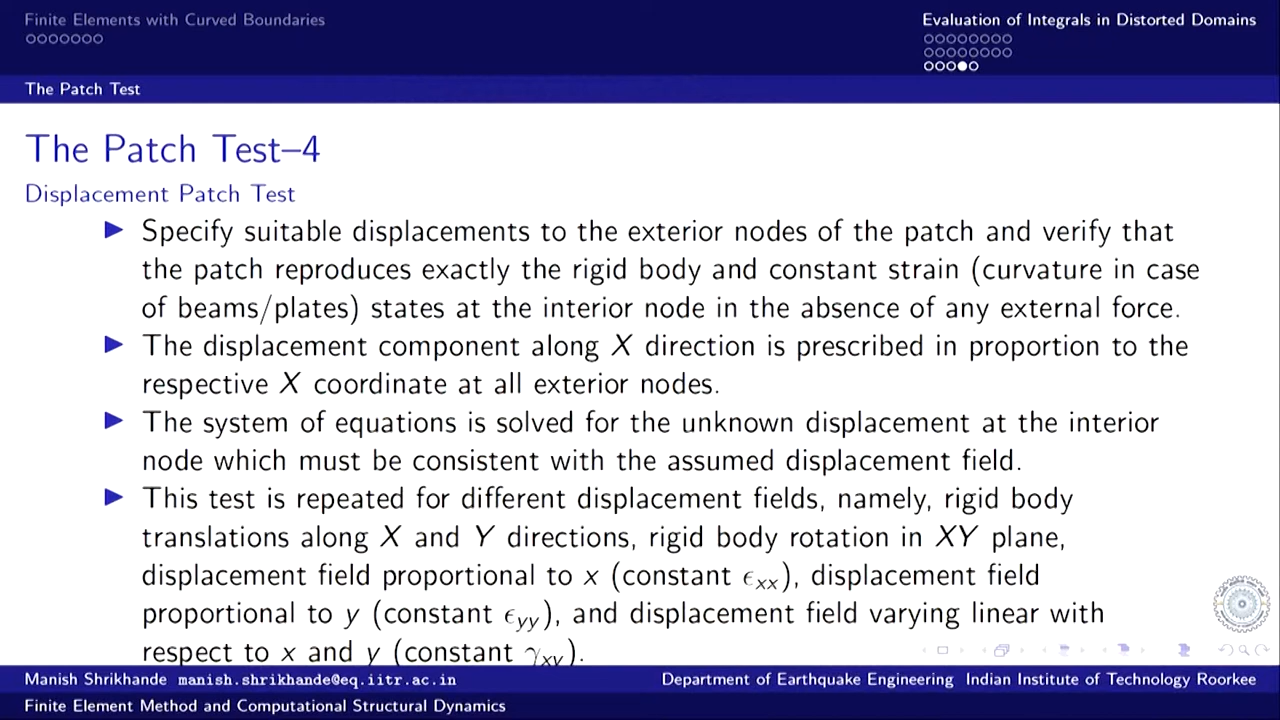 Finite Elements with Curved Boundaries
Evaluation of Integrals in Distorted Domains
The Patch Test
The Patch Test–4
Displacement Patch Test
Specify suitable displacements to the exterior nodes of the patch and verify that
the patch reproduces exactly the rigid body and constant strain (curvature in case
of beams/plates) states at the interior node in the absence of any external force.
The displacement component along X direction is prescribed in proportion to the
respective X coordinate at all exterior nodes.
The system of equations is solved for the unknown displacement at the interior
node which must be consistent with the assumed displacement field.
This test is repeated for different displacement fields, namely, rigid body
translations along X and Y directions, rigid body rotation in XY plane,
displacement field proportional to x (constant ϵxx), displacement field
proportional to y (constant ϵyy), and displacement field varying linear with
respect to x and y (constant γxy).
Manish Shrikhande manish.shrikhande@eq.iitr.ac.in
Department of Earthquake Engineering Indian Institute of Technology Roorkee
Finite Element Method and Computational Structural Dynamics